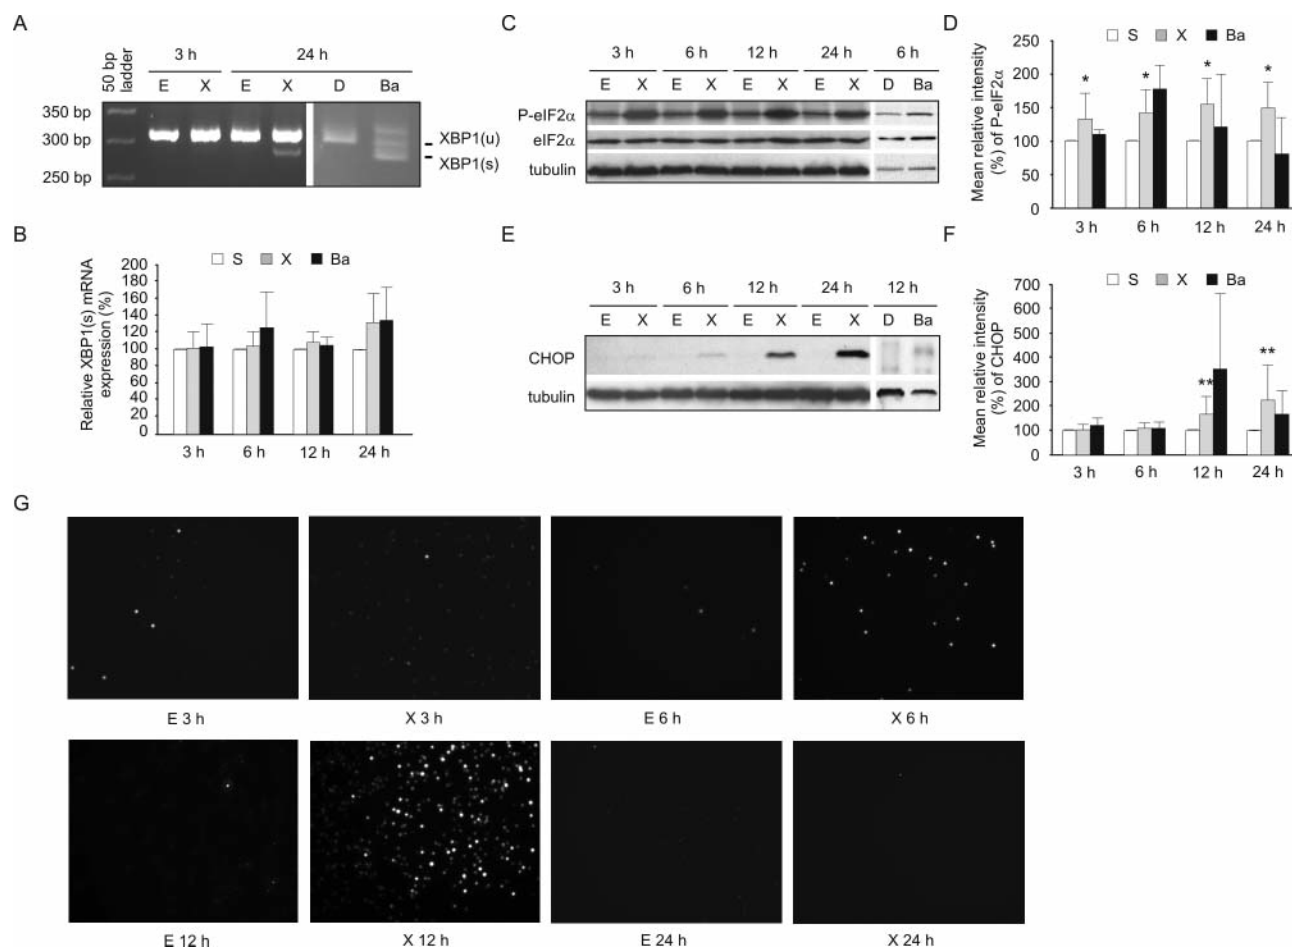 A
3 h
24 h
50 bp
ladder
E
X
E
X
D
Ba
350 bp
300 bp
250 bp
XBP1(u)
XBP1(s)
B
S
X
Ba
Relative XBP1(s) mRNA
expression (%)
200
180
160
140
120
100
80
60
40
20
0
3 h
6 h
12 h
24 h
C
3 h
6 h
12 h
24 h
6 h
E
X
E
X
E
X
E
X
D
Ba
P-eIF2α
eIF2α
tubulin
D
S
X
Ba
Mean relative intensity
(%) of P-eIF2α
250
200
150
100
50
0
*
*
*
*
3 h
6 h
12 h
24 h
E
3 h
6 h
12 h
24 h
12 h
E
X
E
X
E
X
E
X
D
Ba
CHOP
tubulin
F
S
X
Ba
Mean relative intensity
(%) of CHOP
700
600
500
400
300
200
100
0
**
**
3 h
6 h
12 h
24 h
G
E 3 h
X 3 h
E 6 h
X 6 h
E 12 h
X 12 h
E 24 h
X 24 h